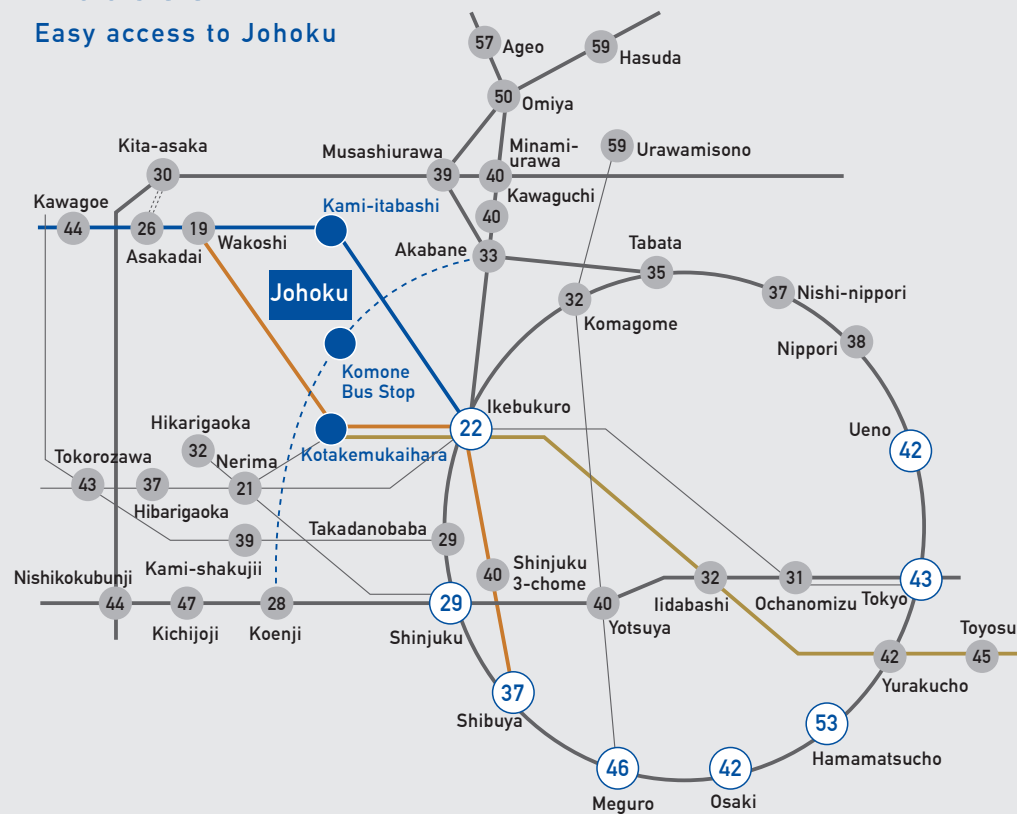 Easy access to Johoku
57
Ageo
59
Hasuda
50
Omiya
Kita-asaka
30
Musashiurawa
39
Minami-
urawa
40
59
Urawamisono
Kawagoe
44
26
Asakadai
19
Wakoshi
Kami-itabashi
Kawaguchi
40
Akabane
33
Tabata
35
Johoku
32
Komagome
37
Nishi-nippori
Nippori
38
Komone
Bus Stop
Ikebukuro
22
Hikarigaoka
32
Kotakemukaihara
Ueno
42
Tokorozawa
43
37
Hibarigaoka
Nerima
21
39
Kami-shakujii
Takadanobaba
29
Nishikokubunji
44
47
Kichijoji
28
Koenji
29
Shinjuku
40
Shinjuku
3-chome
40
Yotsuya
32
Iidabashi
31
Ochanomizu
43
Tokyo
42
Yurakucho
Toyosu
45
37
Shibuya
53
Hamamatsucho
46
Meguro
42
Osaki